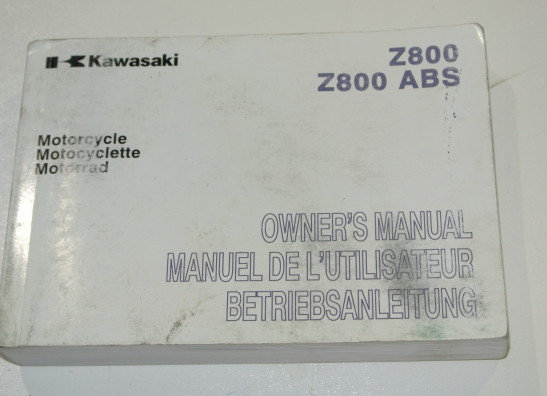 Kawasaki
Z800
Z800 ABS
Motorcycle
Motocyclette
Motorrad
OWNER'S MANUAL
MANUEL DE L'UTILISATEUR
BETRIEBSANLEITUNG